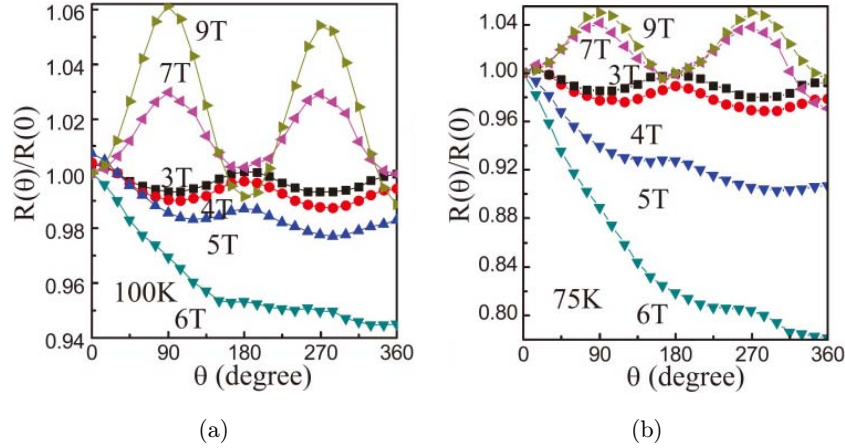 1.06
1.04
1.02
1.00
0.98
0.96
0.94
R(θ)/R(0)
9T
7T
3T
4T
5T
100K
6T
0 90 180 270 360
θ (degree)
(a)
1.04
1.00
0.96
0.92
0.88
0.84
0.80
R(θ)/R(0)
9T
7T
3T
4T
5T
75K
6T
0 90 180 270 360
θ (degree)
(b)